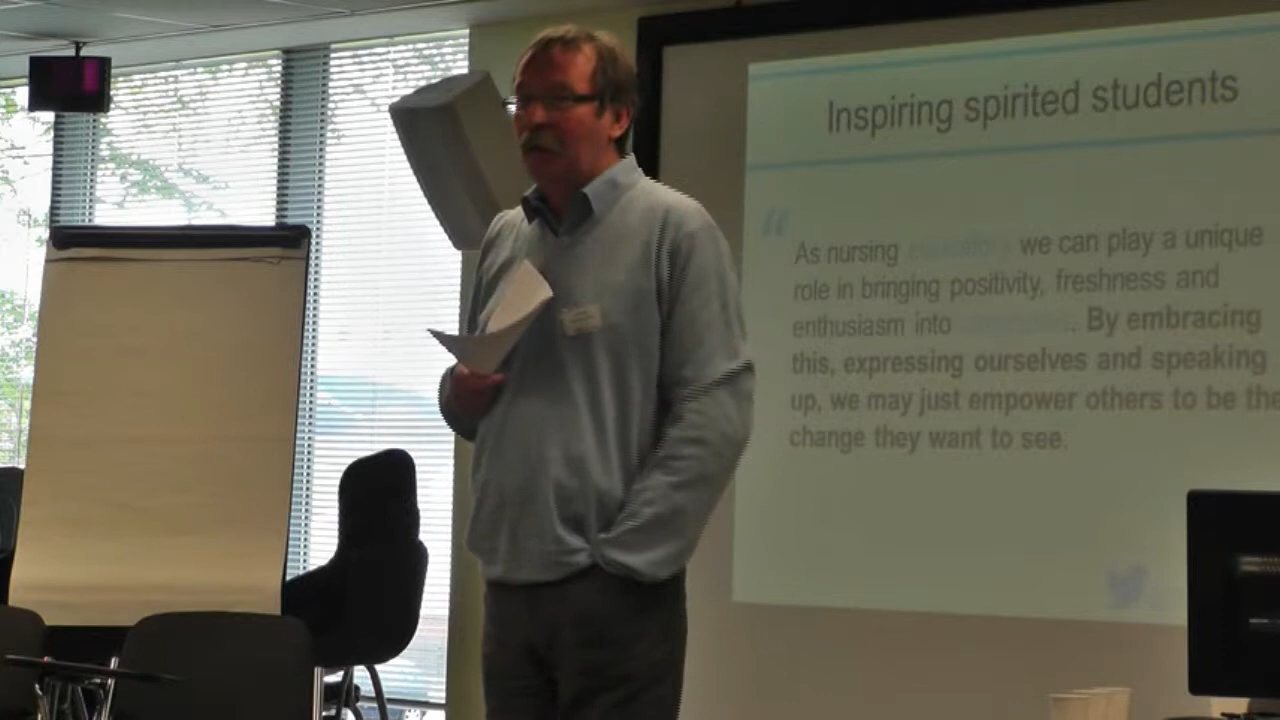 Inspiring spirited students
“
As nursing we can play a unique
role in bringing positivity, freshness and
enthusiasm into . By embracing
this, expressing ourselves and speaking
up, we may just empower others to be the
change they want to see.